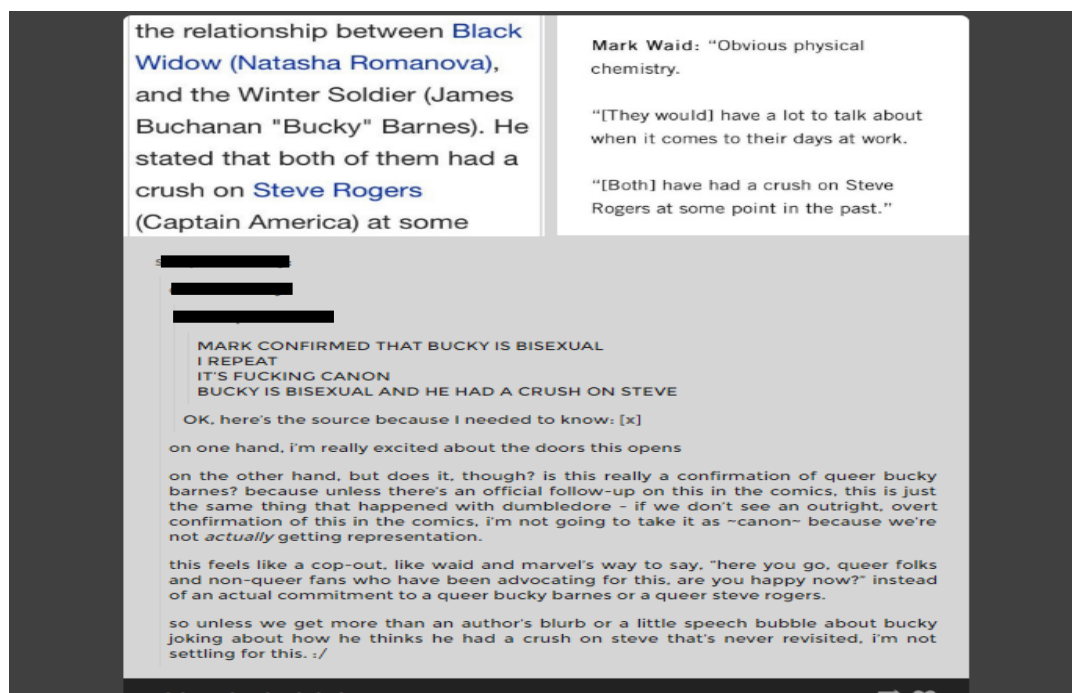 the relationship between Black
Widow (Natasha Romanova),
and the Winter Soldier (James
Buchanan "Bucky" Barnes). He
stated that both of them had a
crush on Steve Rogers
(Captain America) at some
Mark Waid: “Obvious physical
chemistry.
“[They would] have a lot to talk about
when it comes to their days at work.
“[Both] have had a crush on Steve
Rogers at some point in the past.”
MARK CONFIRMED THAT BUCKY IS BISEXUAL
I REPEAT
IT'S FUCKING CANON
BUCKY IS BISEXUAL AND HE HAD A CRUSH ON STEVE
OK, here's the source because I needed to know: [x]
on one hand, i'm really excited about the doors this opens
on the other hand, but does it, though? is this really a confirmation of queer bucky
barnes? because unless there's an official follow-up on this in the comics, this is just
the same thing that happened with dumbledore - if we don't see an outright, overt
confirmation of this in the comics, i'm not going to take it as ~canon~ because we're
not actually getting representation.
this feels like a cop-out, like waid and marvel's way to say, "here you go, queer folks
and non-queer fans who have been advocating for this, are you happy now?" instead
of an actual commitment to a queer bucky barnes or a queer steve rogers.
so unless we get more than an author's blurb or a little speech bubble about bucky
joking about how he thinks he had a crush on steve that's never revisited, i'm not
settling for this. :/